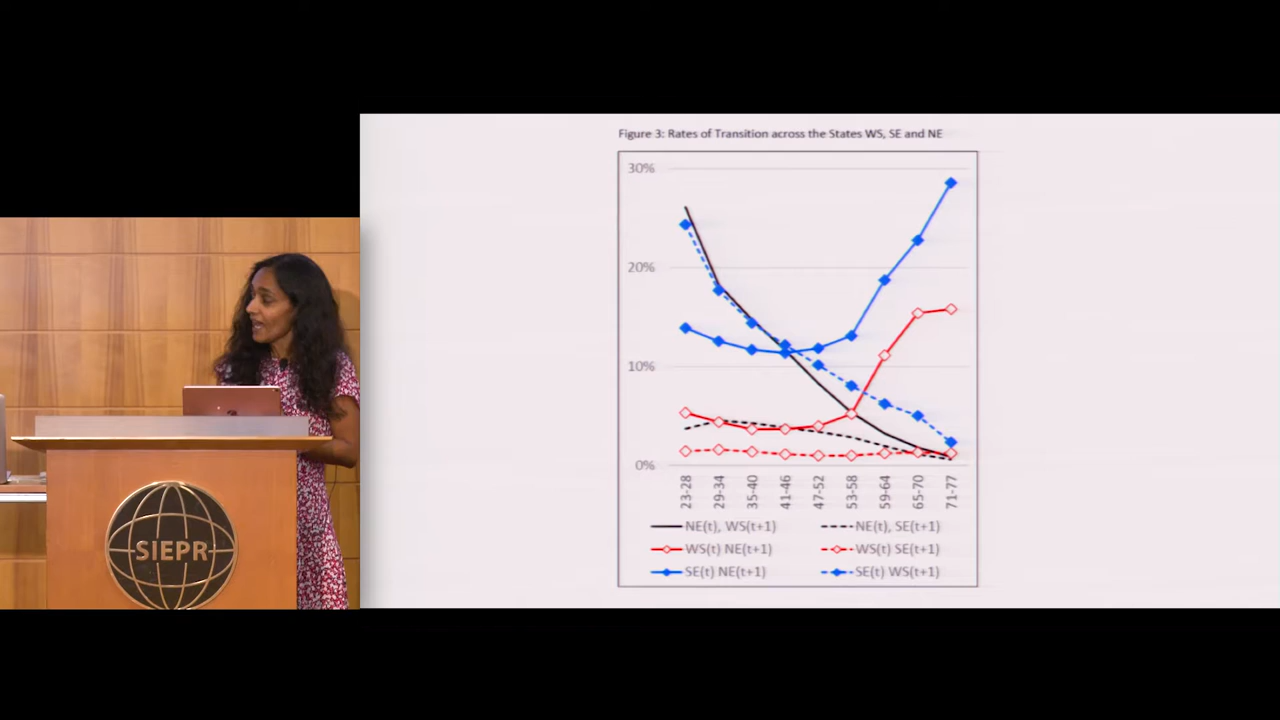 Figure 3: Rates of Transition across the States WS, SE and NE
30%
20%
10%
0%
23-28
29-34
35-40
41-46
47-52
53-58
59-64
65-70
71-77
NE(t), WS(t+1)
NE(t), SE(t+1)
WS(t) NE(t+1)
WS(t) SE(t+1)
SE(t) NE(t+1)
SE(t) WS(t+1)
SIEPR